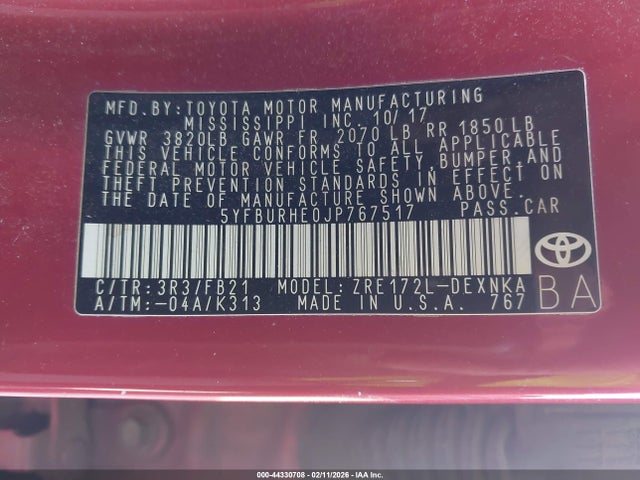 MFD. BY: TOYOTA MOTOR MANUFACTURING
MISSISSIPPI INC. 10/17
GVWR 3820LB GAWR FR. 2070 LB RR 1850 LB
THIS VEHICLE CONFORMS TO ALL APPLICABLE
FEDERAL MOTOR VEHICLE SAFETY, BUMPER, AND
THEFT PREVENTION STANDARDS IN EFFECT ON
THE DATE OF MANUFACTURE SHOWN ABOVE.
5YFBURHE0JP767517 PASS. CAR
C/TR: 3R3/FB21 MODEL: ZRE172L-DEXNKA
A/TM: -04A/K313 MADE IN U.S.A. 767
BA
000-44330708 - 02/11/2026 - IAA Inc.